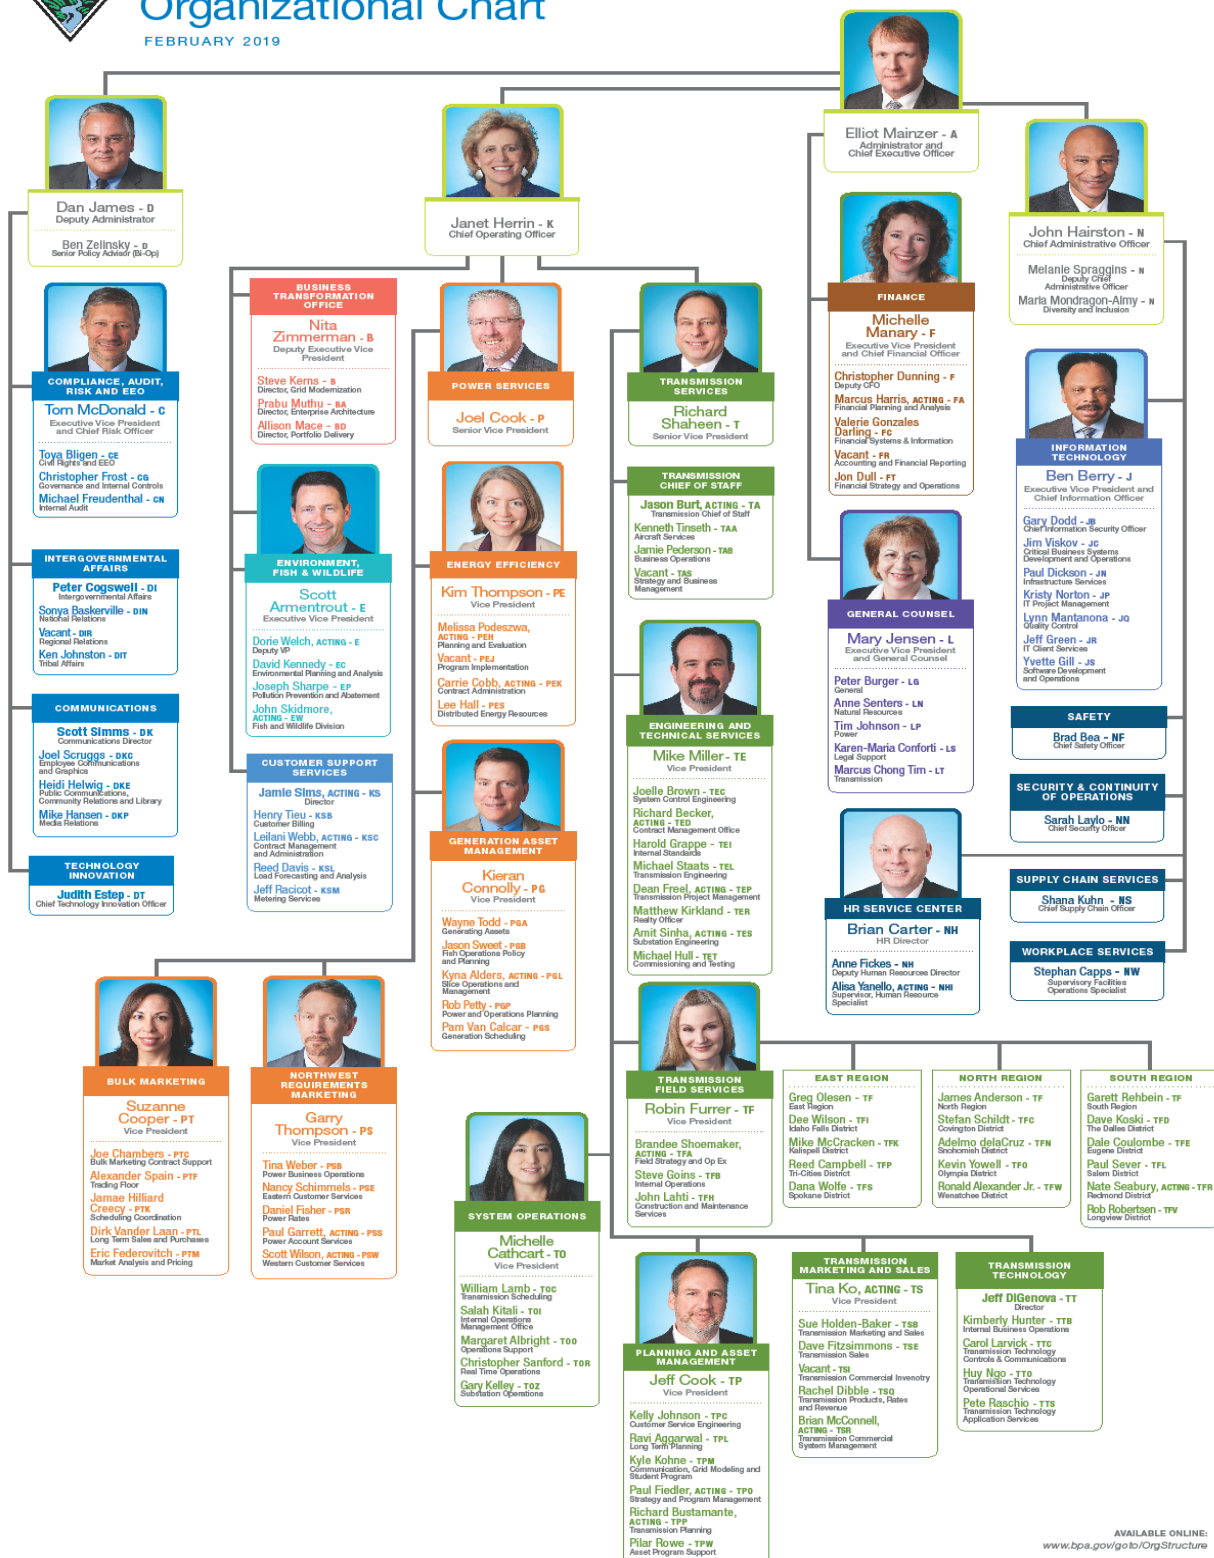 Organizational Chart
FEBRUARY 2019
Elliot Mainzer - A
Administrator and
Chief Executive Officer
Dan James - D
Deputy Administrator
Ben Zelinsky - D
Senior Policy Advisor (Bi-Op)
Janet Herrin - K
Chief Operating Officer
John Hairston - N
Chief Administrative Officer
Melanie Spraggins - N
Deputy Chief
Administrative Officer
Maria Mondragon-Almy - N
Diversity and Inclusion
COMPLIANCE, AUDIT,
RISK AND EEO
Tom McDonald - C
Executive Vice President
and Chief Risk Officer
Toya Bligen - CE
Civil Rights and EEO
Christopher Frost - CG
Governance and Internal Controls
Michael Freudenthal - CN
Internal Audit
INTERGOVERNMENTAL
AFFAIRS
Peter Cogswell - DI
Intergovernmental Affairs
Sonya Baskerville - DIN
National Relations
Vacant - DIR
Regional Relations
Ken Johnston - DIT
Tribal Affairs
COMMUNICATIONS
Scott Simms - DK
Communications Director
Joel Scruggs - DKC
Employee Communications
and Graphics
Heidi Helwig - DKE
Public Communications,
Community Relations and Library
Mike Hansen - DKP
Media Relations
TECHNOLOGY
INNOVATION
Judith Estep - DT
Chief Technology Innovation Officer
BUSINESS
TRANSFORMATION
OFFICE
Nita
Zimmerman - B
Deputy Executive Vice
President
Steve Kerns - B
Director, Grid Modernization
Prabu Muthu - BA
Director, Enterprise Architecture
Allison Mace - BD
Director, Portfolio Delivery
ENVIRONMENT,
FISH & WILDLIFE
Scott
Armentrout - E
Executive Vice President
Dorie Welch, ACTING - E
Deputy VP
David Kennedy - EC
Environmental Planning and Analysis
Joseph Sharpe - EP
Pollution Prevention and Abatement
John Skidmore,
ACTING - EW
Fish and Wildlife Division
CUSTOMER SUPPORT
SERVICES
Jamie Sims, ACTING - KS
Director
Henry Tieu - KSB
Customer Billing
Leilani Webb, ACTING - KSC
Contract Management
and Administration
Reed Davis - KSL
Load Forecasting and Analysis
Jeff Racicot - KSM
Metering Services
POWER SERVICES
Joel Cook - P
Senior Vice President
ENERGY EFFICIENCY
Kim Thompson - PE
Vice President
Melissa Podeszwa,
ACTING - PEH
Planning and Evaluation
Vacant - PEJ
Program Implementation
Carrie Cobb, ACTING - PEK
Contract Administration
Lee Hall - PES
Distributed Energy Resources
GENERATION ASSET
MANAGEMENT
Kieran
Connolly - PG
Vice President
Wayne Todd - PGA
Generating Assets
Jason Sweet - PGB
Fish Operations Policy
and Planning
Kyna Alders, ACTING - PGL
Slice Operations and
Management
Rob Petty - PGP
Power and Operations Planning
Pam Van Calcar - PGS
Generation Scheduling
BULK MARKETING
Suzanne
Cooper - PT
Vice President
Joe Chambers - PTC
Bulk Marketing Contract Support
Alexander Spain - PTF
Trading Floor
Jamae Hilliard
Creecy - PTK
Scheduling Coordination
Dirk Vander Laan - PTL
Long Term Sales and Purchases
Eric Federovitch - PTM
Market Analysis and Pricing
NORTHWEST
REQUIREMENTS
MARKETING
Garry
Thompson - PS
Vice President
Tina Weber - PSB
Power Business Operations
Nancy Schimmels - PSE
Eastern Customer Services
Daniel Fisher - PSR
Power Rates
Paul Garrett, ACTING - PSS
Power Account Services
Scott Wilson, ACTING - PSW
Western Customer Services
TRANSMISSION
SERVICES
Richard
Shaheen - T
Senior Vice President
TRANSMISSION
CHIEF OF STAFF
Jason Burt, ACTING - TA
Transmission Chief of Staff
Kenneth Tinseth - TAA
Aircraft Services
Jamie Pederson - TAB
Business Operations
Vacant - TAS
Strategy and Business
Management
ENGINEERING AND
TECHNICAL SERVICES
Mike Miller - TE
Vice President
Joelle Brown - TEC
System Control Engineering
Richard Becker,
ACTING - TED
Contract Management Office
Harold Grappe - TEI
Internal Standards
Michael Staats - TEL
Transmission Engineering
Dean Freel, ACTING - TEP
Transmission Project Management
Matthew Kirkland - TER
Realty Officer
Amit Sinha, ACTING - TES
Substation Engineering
Michael Hull - TET
Commissioning and Testing
TRANSMISSION
FIELD SERVICES
Robin Furrer - TF
Vice President
Brandee Shoemaker,
ACTING - TFA
Field Strategy and Op Ex
Steve Goins - TFB
Internal Operations
John Lahti - TFH
Construction and Maintenance
Services
EAST REGION
Greg Olesen - TF
East Region
Dee Wilson - TFI
Idaho Falls District
Mike McCracken - TFK
Kalispell District
Reed Campbell - TFP
Tri-Cities District
Dana Wolfe - TFS
Spokane District
NORTH REGION
James Anderson - TF
North Region
Stefan Schildt - TFC
Covington District
Adelmo delaCruz - TFN
Snohomish District
Kevin Yowell - TFO
Olympia District
Ronald Alexander Jr. - TFW
Wenatchee District
SOUTH REGION
Garett Rehbein - TF
South Region
Dave Koski - TFD
The Dalles District
Dale Coulombe - TFE
Eugene District
Paul Sever - TFL
Salem District
Nate Seabury, ACTING - TFR
Redmond District
Rob Robertsen - TFV
Longview District
SYSTEM OPERATIONS
Michelle
Cathcart - TO
Vice President
William Lamb - TOC
Transmission Scheduling
Salah Kitali - TOI
Internal Operations
Management Office
Margaret Albright - TOO
Operations Support
Christopher Sanford - TOR
Real Time Operations
Gary Kelley - TOZ
Substation Operations
PLANNING AND ASSET
MANAGEMENT
Jeff Cook - TP
Vice President
Kelly Johnson - TPC
Customer Service Engineering
Ravi Aggarwal - TPL
Long Term Planning
Kyle Kohne - TPM
Communication, Grid Modeling and
Student Program
Paul Fiedler, ACTING - TPO
Strategy and Program Management
Richard Bustamante,
ACTING - TPP
Transmission Planning
Pilar Rowe - TPW
Asset Program Support
TRANSMISSION
MARKETING AND SALES
Tina Ko, ACTING - TS
Vice President
Sue Holden-Baker - TSB
Transmission Marketing and Sales
Dave Fitzsimmons - TSE
Transmission Sales
Vacant - TSI
Transmission Commercial Invenotry
Rachel Dibble - TSQ
Transmission Products, Rates
and Revenue
Brian McConnell,
ACTING - TSR
Transmission Commercial
System Management
TRANSMISSION
TECHNOLOGY
Jeff DiGenova - TT
Director
Kimberly Hunter - TTB
Internal Business Operations
Carol Larvick - TTC
Transmission Technology
Controls & Communications
Huy Ngo - TTO
Transmission Technology
Operational Services
Pete Raschio - TTS
Transmission Technology
Application Services
FINANCE
Michelle
Manary - F
Executive Vice President
and Chief Financial Officer
Christopher Dunning - F
Deputy CFO
Marcus Harris, ACTING - FA
Financial Planning and Analysis
Valerie Gonzales
Darling - FC
Financial Systems & Information
Vacant - FR
Accounting and Financial Reporting
Jon Dull - FT
Financial Strategy and Operations
GENERAL COUNSEL
Mary Jensen - L
Executive Vice President
and General Counsel
Peter Burger - LG
General
Anne Senters - LN
Natural Resources
Tim Johnson - LP
Power
Karen-Maria Conforti - LS
Legal Support
Marcus Chong Tim - LT
Transmission
HR SERVICE CENTER
Brian Carter - NH
HR Director
Anne Fickes - NH
Deputy Human Resources Director
Alisa Yanello, ACTING - NHI
Supervisor, Human Resource
Specialist
INFORMATION
TECHNOLOGY
Ben Berry - J
Executive Vice President and
Chief Information Officer
Gary Dodd - JB
Chief Information Security Officer
Jim Viskov - JC
Critical Business Systems
Development and Operations
Paul Dickson - JN
Infrastructure Services
Kristy Norton - JP
IT Project Management
Lynn Mantanona - JQ
Quality Control
Jeff Green - JR
IT Client Services
Yvette Gill - JS
Software Development
and Operations
SAFETY
Brad Bea - NF
Chief Safety Officer
SECURITY & CONTINUITY
OF OPERATIONS
Sarah Laylo - NN
Chief Security Officer
SUPPLY CHAIN SERVICES
Shana Kuhn - NS
Chief Supply Chain Officer
WORKPLACE SERVICES
Stephan Capps - NW
Supervisory Facilities
Operations Specialist
AVAILABLE ONLINE:
www.bpa.gov/goto/OrgStructure